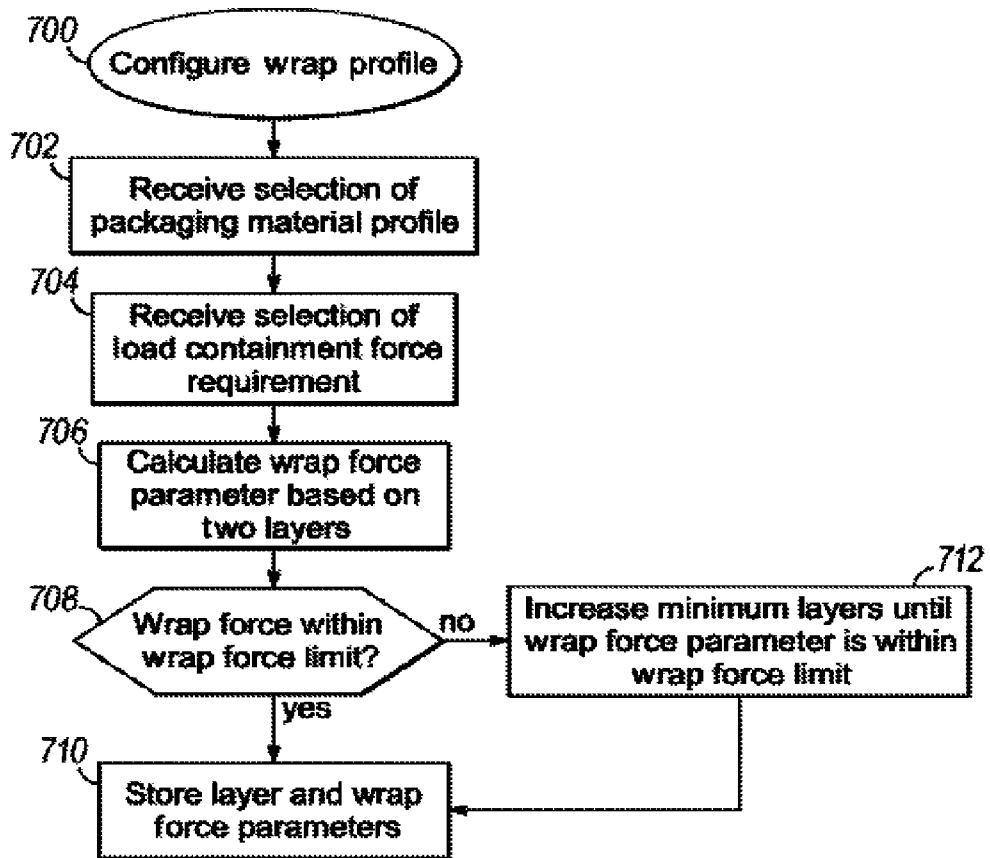 700
Configure wrap profile
702
Receive selection of
packaging material profile
704
Receive selection of
load containment force
requirement
706
Calculate wrap force
parameter based on
two layers
708
Wrap force within
wrap force limit?
no
712
Increase minimum layers until
wrap force parameter is within
wrap force limit
yes
710
Store layer and wrap
force parameters